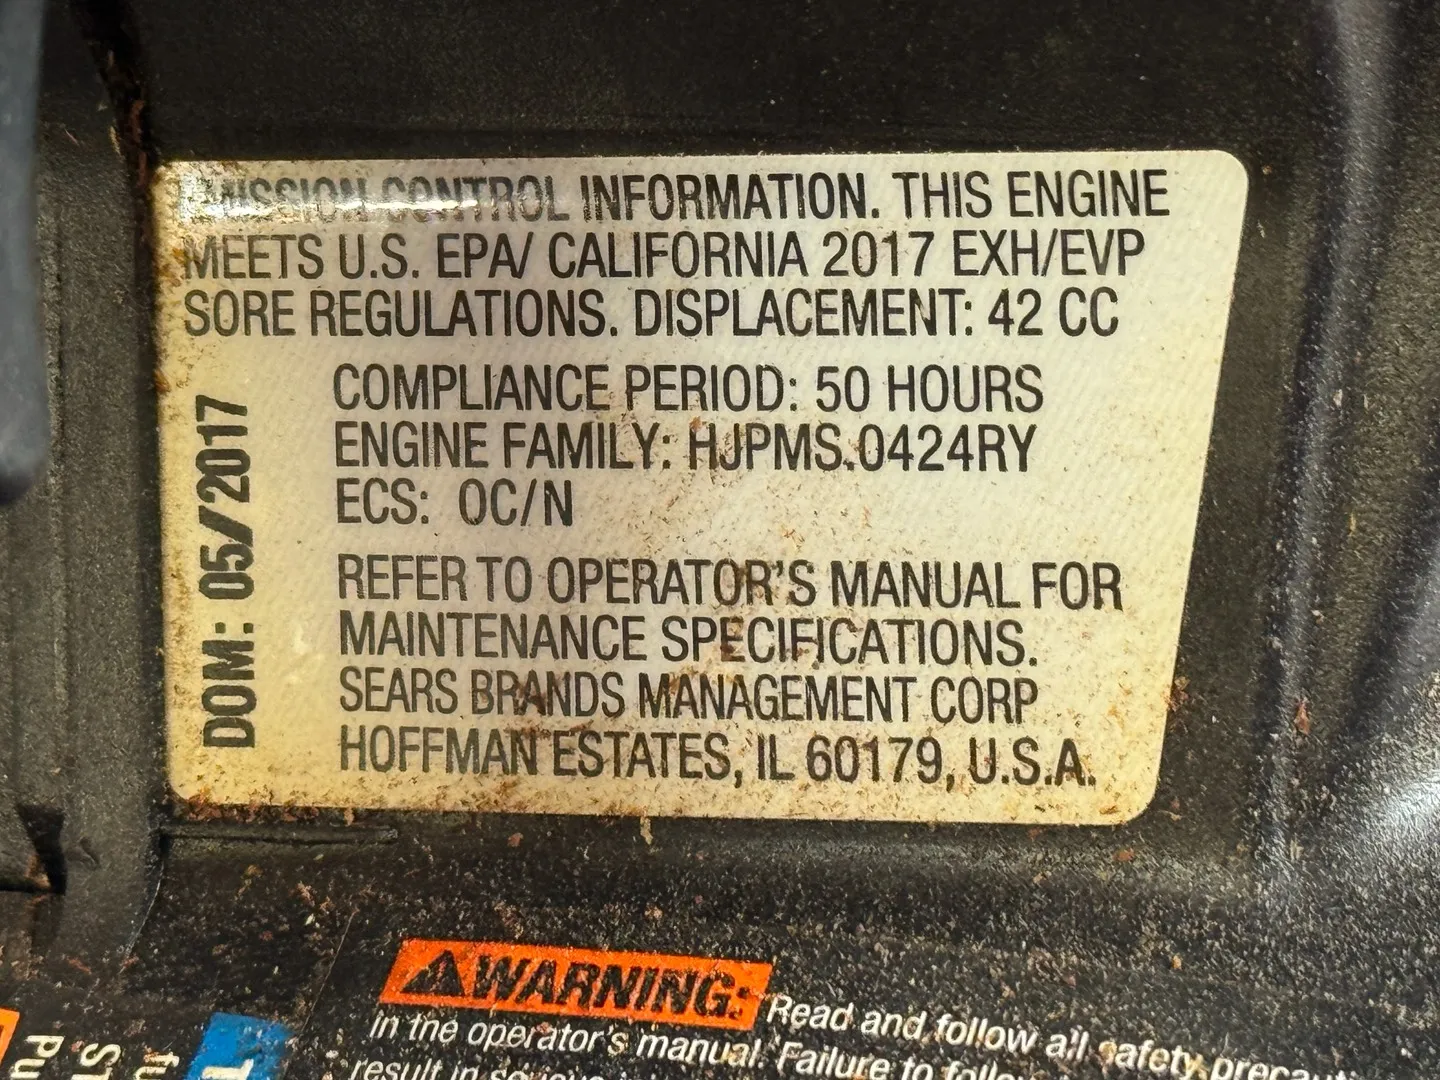 EMISSION CONTROL INFORMATION. THIS ENGINE
MEETS U.S. EPA/ CALIFORNIA 2017 EXH/EVP
SORE REGULATIONS. DISPLACEMENT: 42 CC
COMPLIANCE PERIOD: 50 HOURS
ENGINE FAMILY: HJPMS.0424RY
ECS: OC/N
DOM: 05/2017
REFER TO OPERATOR'S MANUAL FOR
MAINTENANCE SPECIFICATIONS.
SEARS BRANDS MANAGEMENT CORP
HOFFMAN ESTATES, IL 60179, U.S.A.
WARNING: Read and follow all safety
in the operator's manual. Failure to
result in